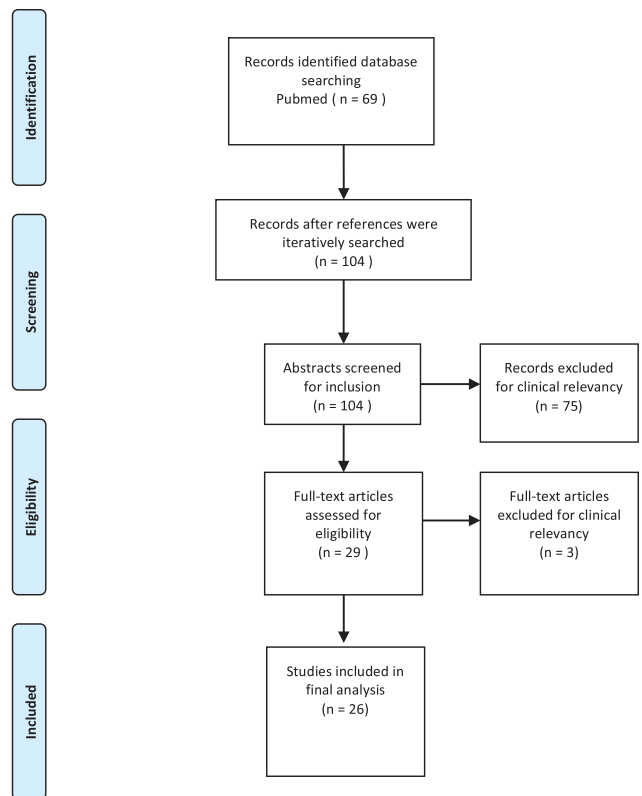 Identification
Records identified database
searching
Pubmed ( n = 69 )
Screening
Records after references were
iteratively searched
(n = 104 )
Abstracts screened
for inclusion
(n = 104 )
Records excluded
for clinical relevancy
(n = 75)
Eligibility
Full-text articles
assessed for
eligibility
(n = 29 )
Full-text articles
excluded for clinical
relevancy
(n = 3)
Included
Studies included in
final analysis
(n = 26)